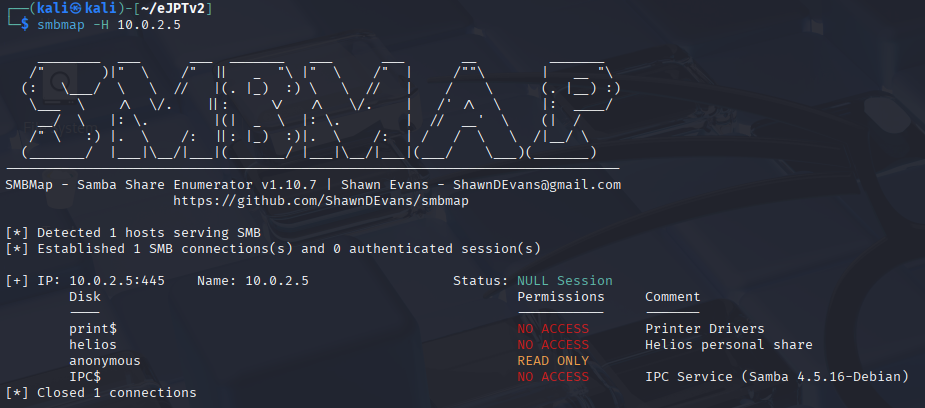 ┌──(kali㉿kali)-[~/eJPTv2]
└─$ smbmap -H 10.0.2.5
SMBMAP
SMBMap - Samba Share Enumerator v1.10.7 | Shawn Evans - ShawnDEvans@gmail.com
https://github.com/ShawnDEvans/smbmap
[*] Detected 1 hosts serving SMB
[*] Established 1 SMB connections(s) and 0 authenticated session(s)
[+] IP: 10.0.2.5:445 Name: 10.0.2.5 Status: NULL Session
Disk Permissions Comment
---- ----------- -------
print$ NO ACCESS Printer Drivers
helios NO ACCESS Helios personal share
anonymous READ ONLY
IPC$ NO ACCESS IPC Service (Samba 4.5.16-Debian)
[*] Closed 1 connections